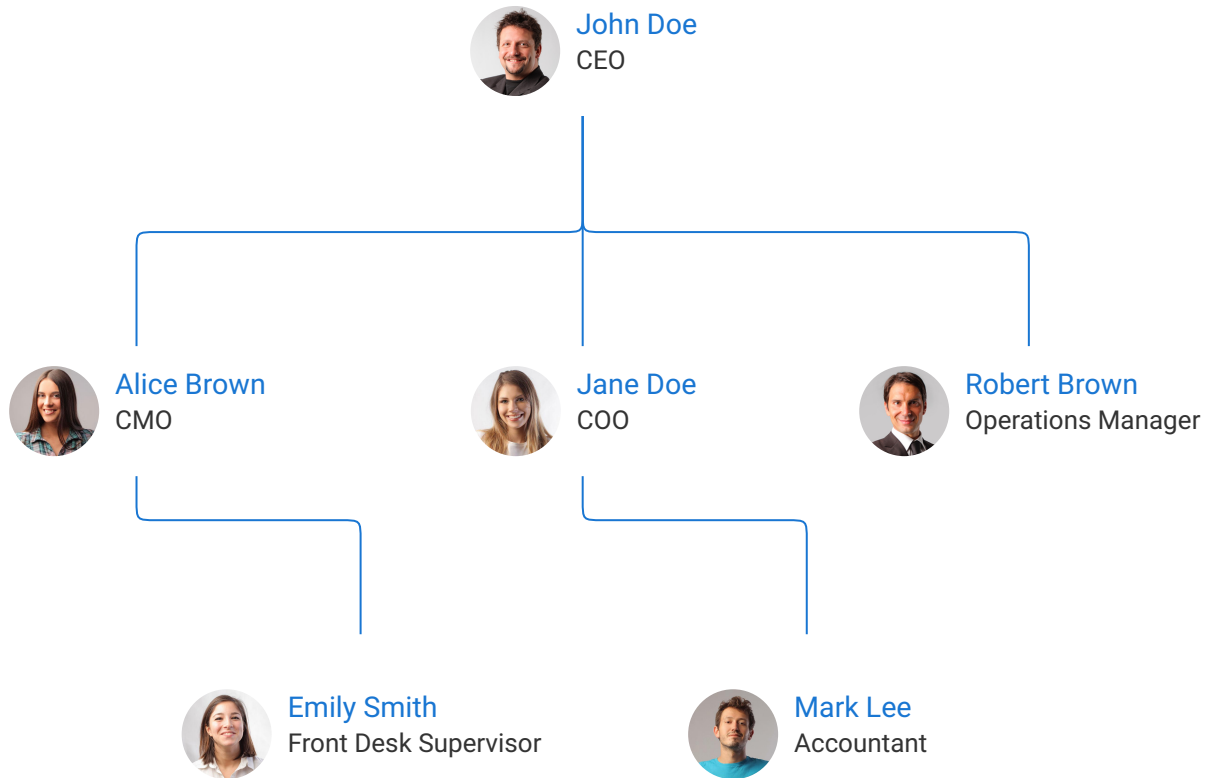 John Doe
CEO
Alice Brown
CMO
Jane Doe
COO
Robert Brown
Operations Manager
Emily Smith
Front Desk Supervisor
Mark Lee
Accountant